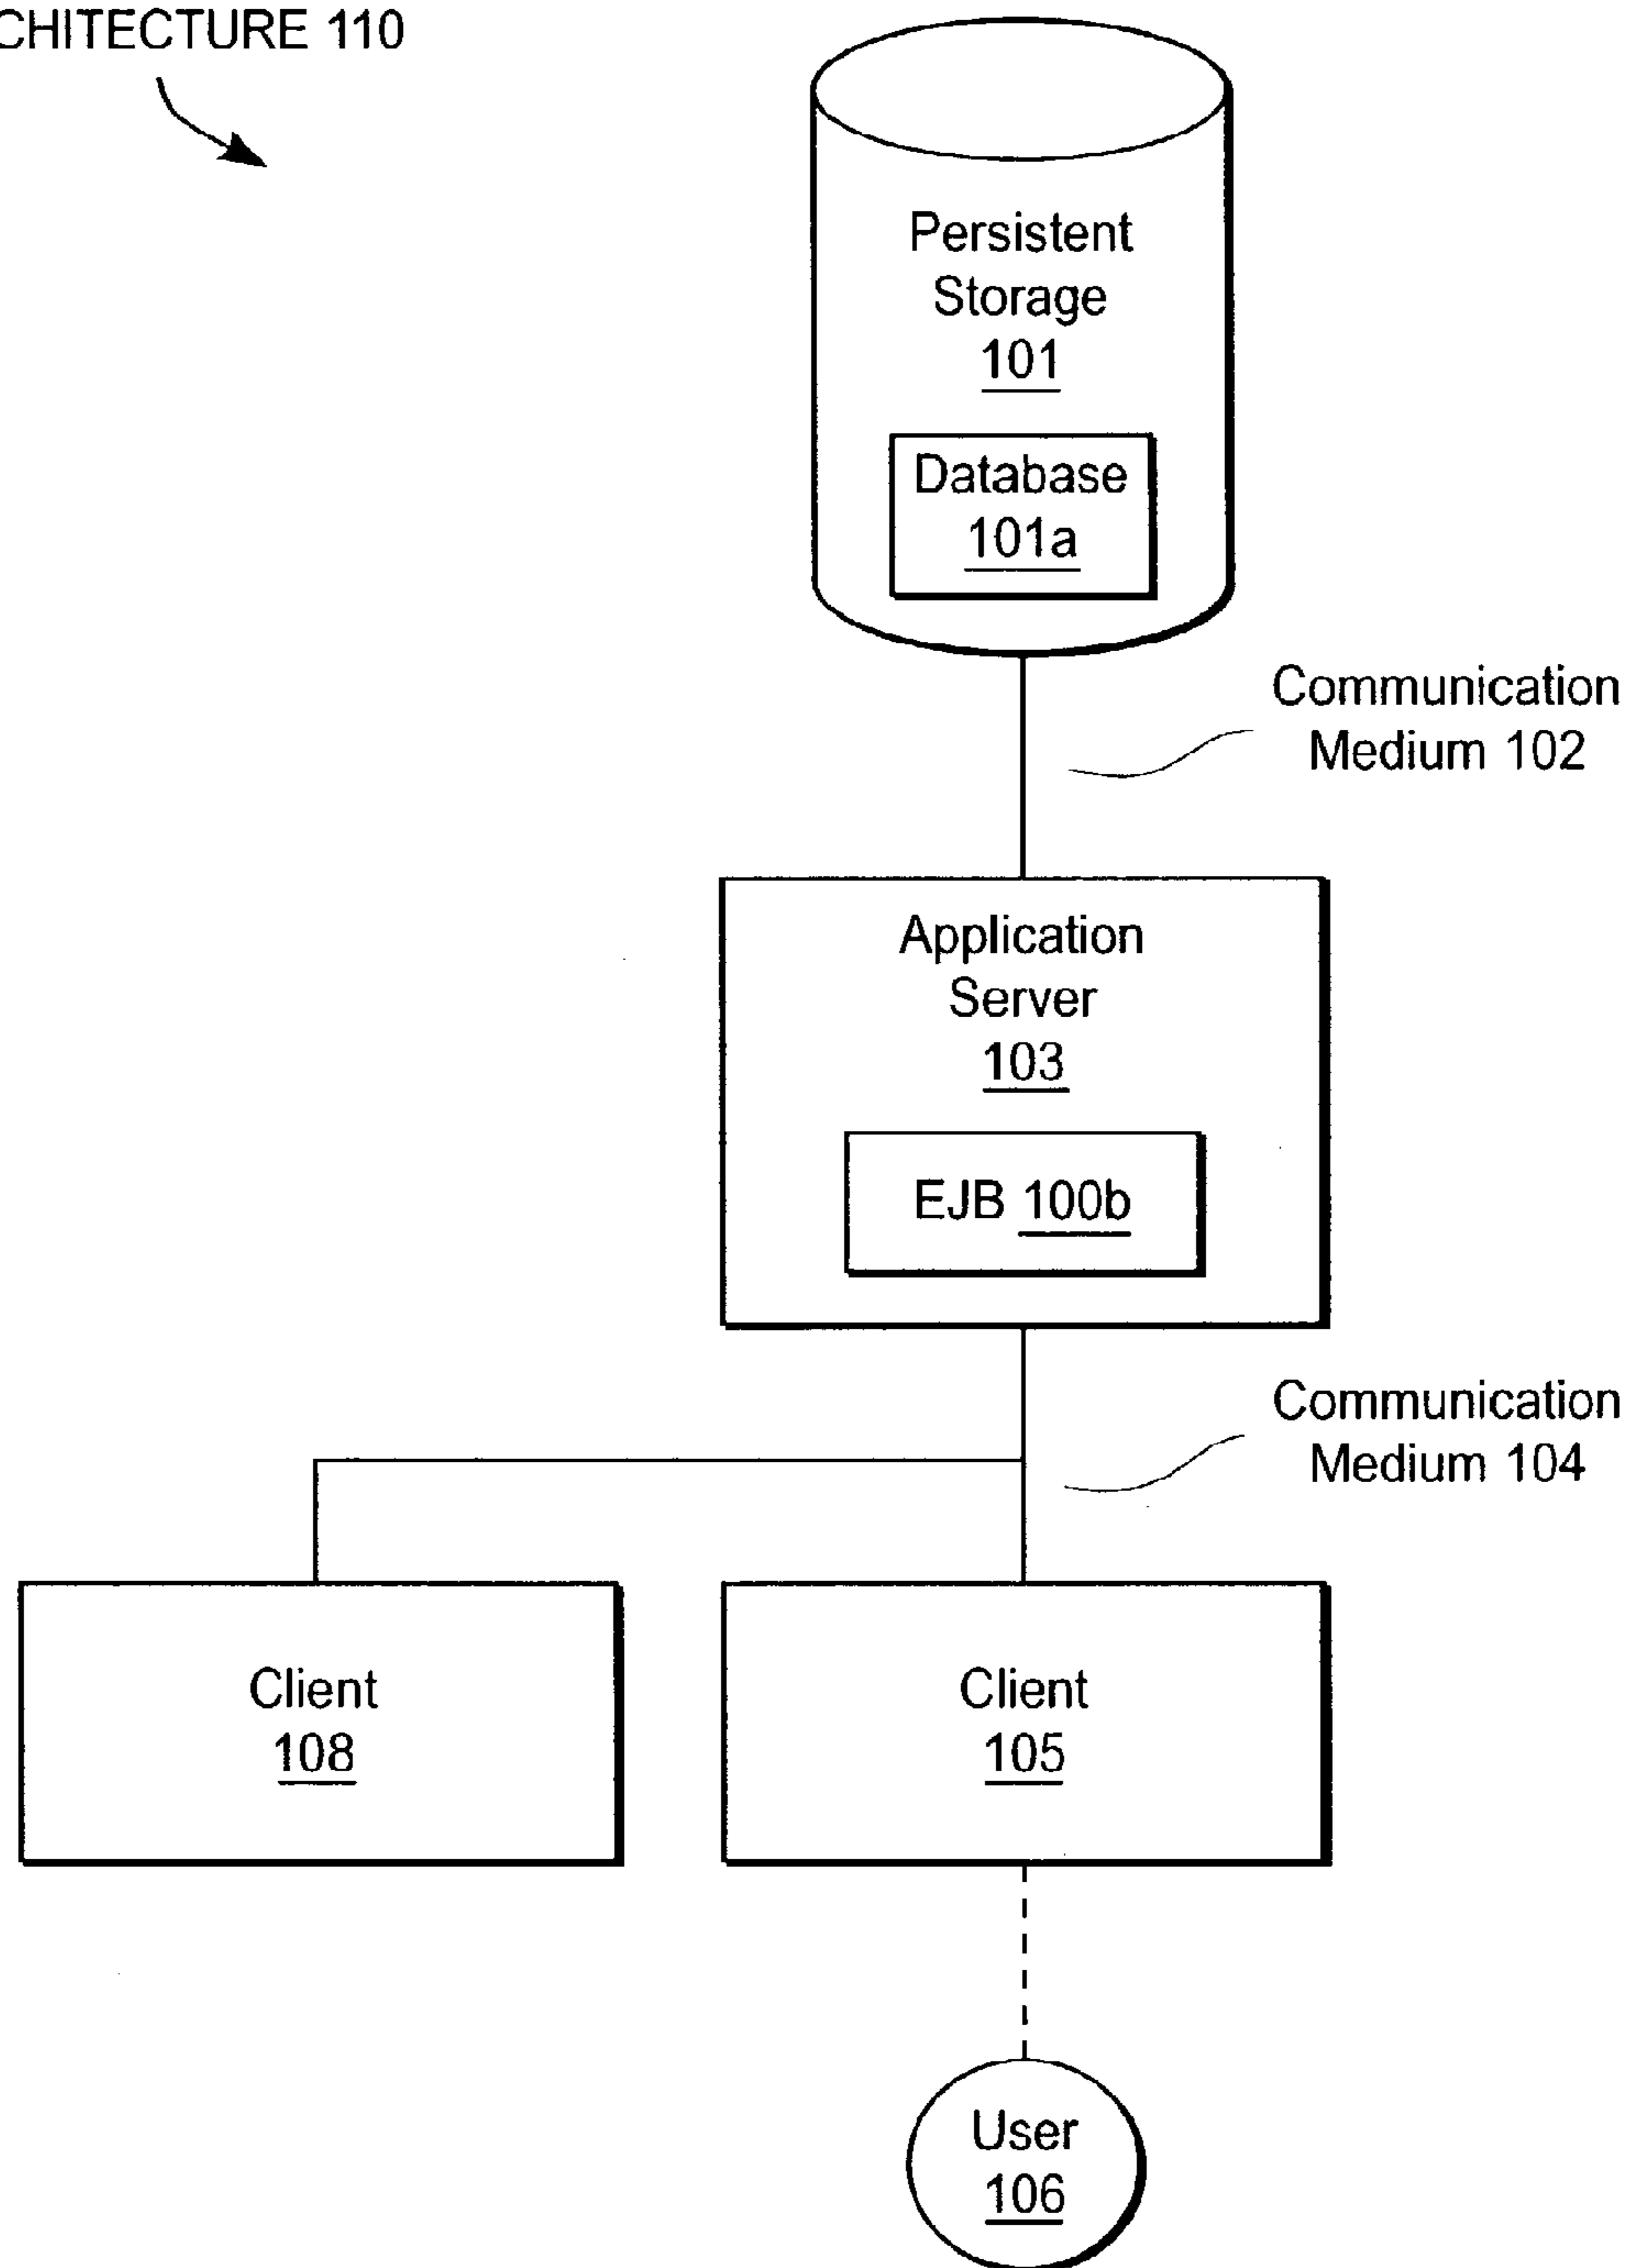 CHITECTURE 110
Persistent
Storage
101
Database
101a
Communication
Medium 102
Application
Server
103
EJB 100b
Communication
Medium 104
Client
108
Client
105
User
106